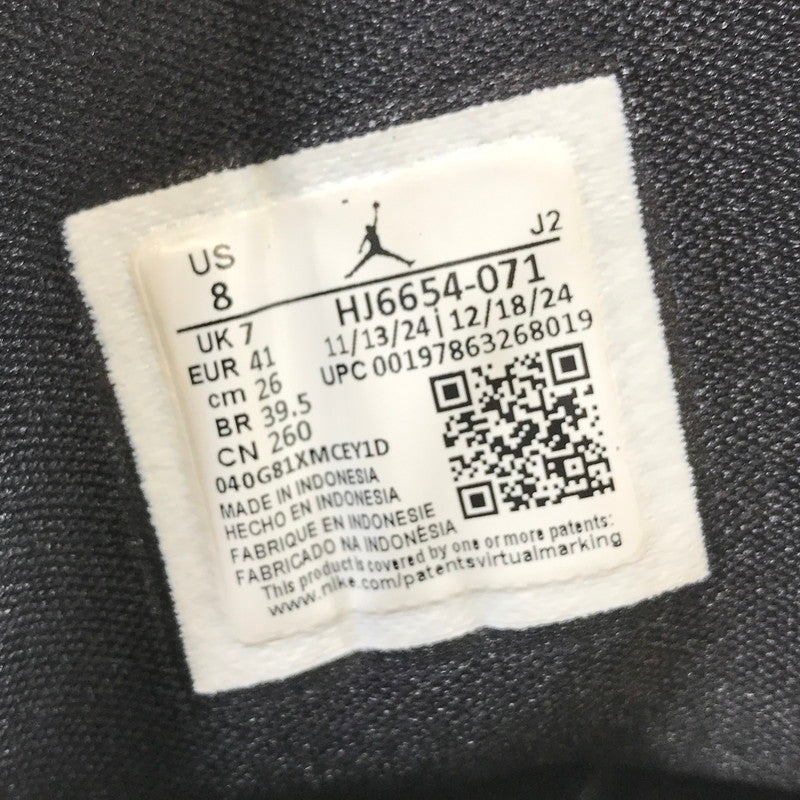 US J2
8 HJ6654-071
UK 7 11/13/24 | 12/18/24
EUR 41 UPC 00197863268019
cm 26
BR 39.5
CN 260
040G81XMCEY1D
MADE IN INDONESIA
HECHO EN INDONESIA
FABRIQUE EN INDONESIE
FABRICADO NA INDONÉSIA
This product is covered by one or more patents:
www.nike.com/patentsvirtualmarking